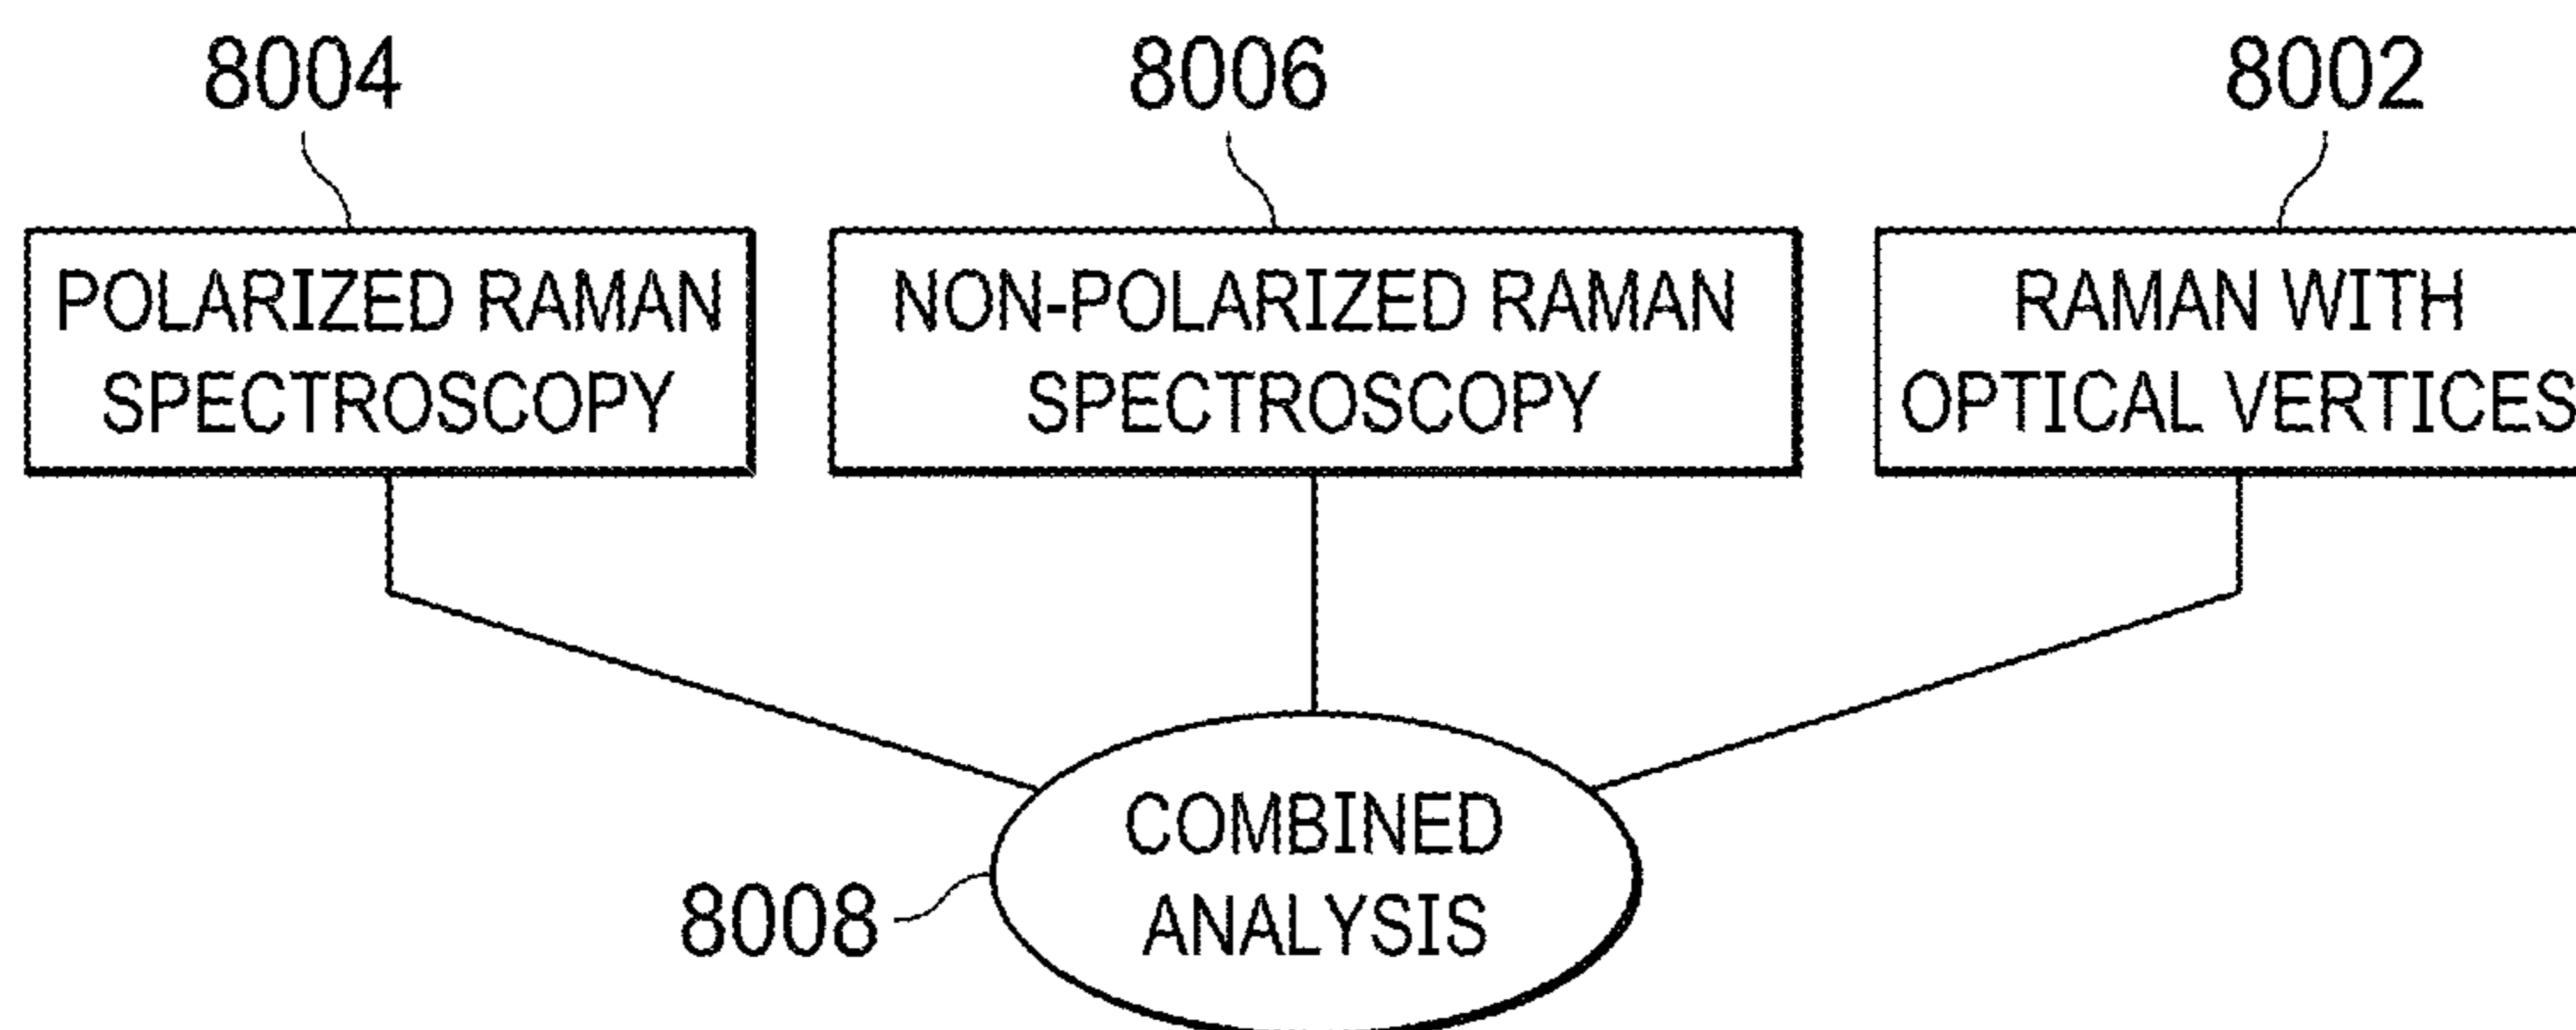 8004
8006
8002
POLARIZED RAMAN
SPECTROSCOPY
NON-POLARIZED RAMAN
SPECTROSCOPY
RAMAN WITH
OPTICAL VERTICES
COMBINED
ANALYSIS
8008